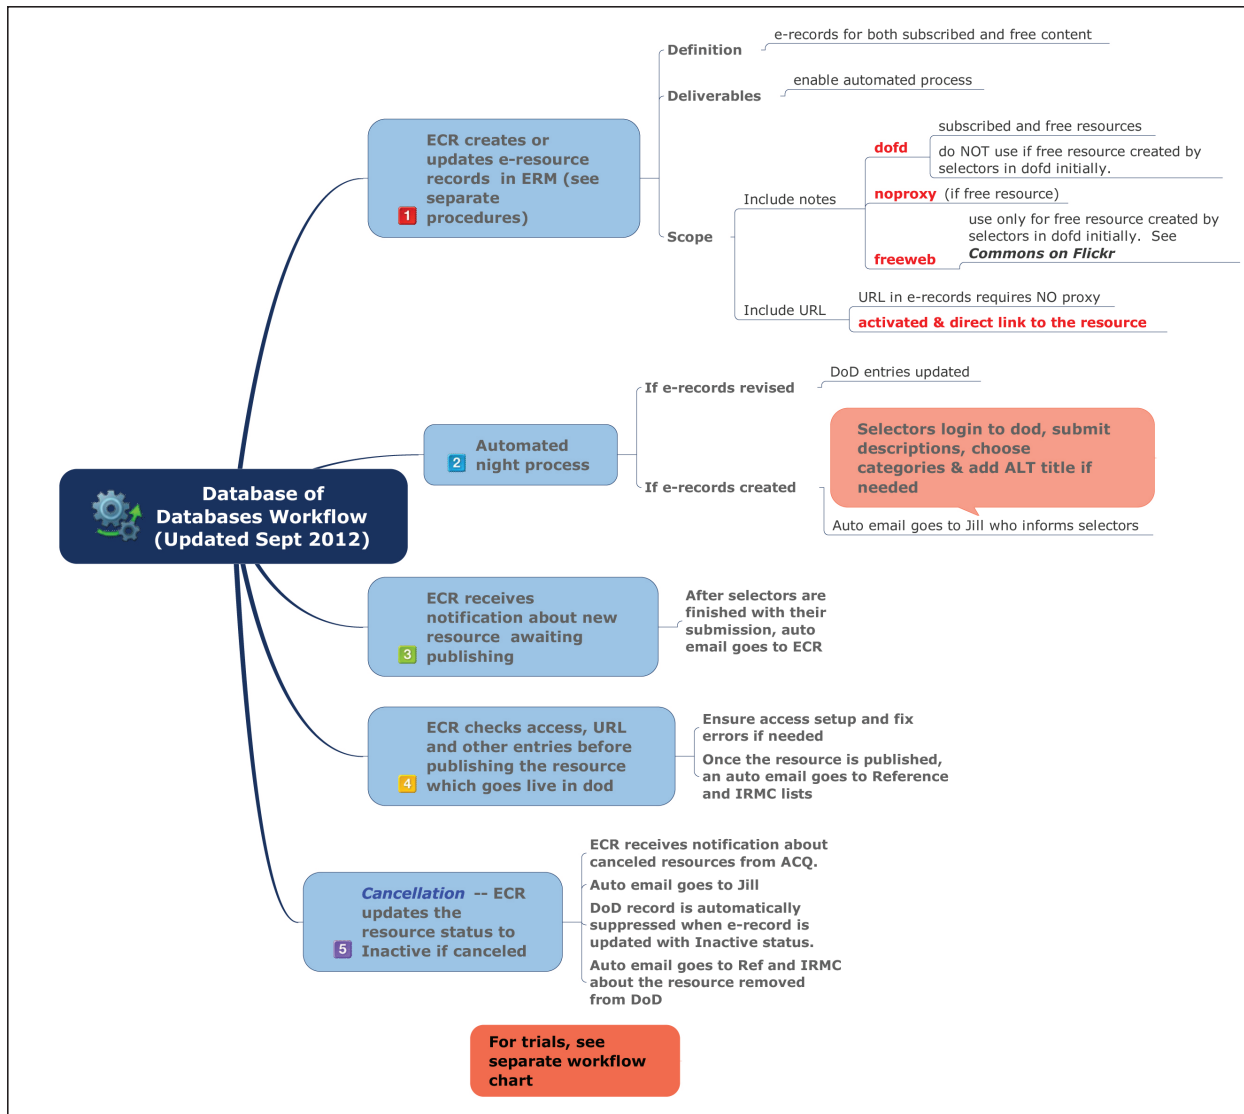 Database of
Databases Workflow
(Updated Sept 2012)
ECR creates or
updates e-resource
records  in ERM (see
separate
1 procedures)
Definition
e-records for both subscribed and free content
Deliverables
enable automated process
Scope
Include notes
dofd
subscribed and free resources
do NOT use if free resource created by
selectors in dofd initially.
noproxy (if free resource)
freeweb
use only for free resource created by
selectors in dofd initially.  See
Commons on Flickr
Include URL
URL in e-records requires NO proxy
activated & direct link to the resource
Automated
2 night process
If e-records revised
DoD entries updated
If e-records created
Selectors login to dod, submit
descriptions, choose
categories & add ALT title if
needed
Auto email goes to Jill who informs selectors
ECR receives
notification about new
resource  awaiting
3 publishing
After selectors are
finished with their
submission, auto
email goes to ECR
ECR checks access, URL
and other entries before
publishing the resource
4 which goes live in dod
Ensure access setup and fix
errors if needed
Once the resource is published,
an auto email goes to Reference
and IRMC lists
Cancellation  -- ECR
updates the
resource status to
5 Inactive if canceled
ECR receives notification about
canceled resources from ACQ.
Auto email goes to Jill
DoD record is automatically
suppressed when e-record is
updated with Inactive status.
Auto email goes to Ref and IRMC
about the resource removed
from DoD
For trials, see
separate workflow
chart